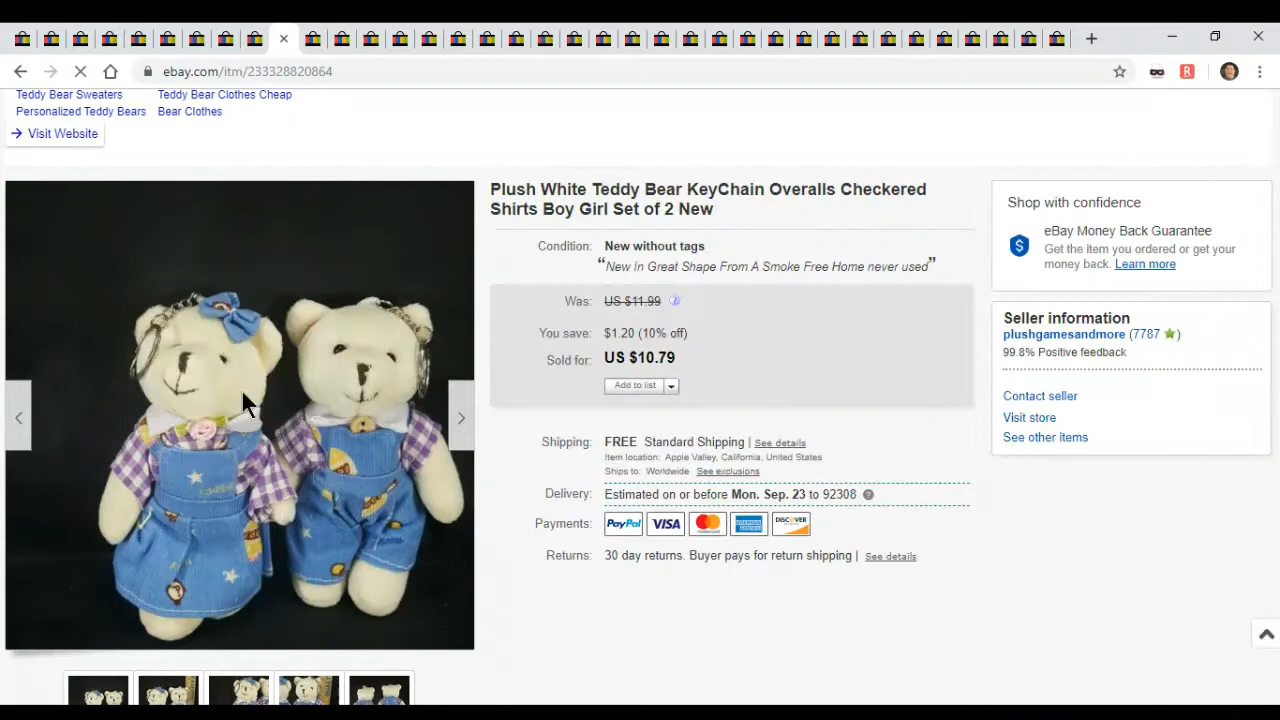 ebay.com/itm/233328820864
R
Teddy Bear Sweaters Teddy Bear Clothes Cheap
Personalized Teddy Bears Bear Clothes
Visit Website
Plush White Teddy Bear KeyChain Overalls Checkered
Shirts Boy Girl Set of 2 New
Condition: New without tags
“New In Great Shape From A Smoke Free Home never used”
Was: US $11.99
You save: $1.20 (10% off)
Sold for: US $10.79
Add to list
Shipping: FREE Standard Shipping | See details
Item location: Apple Valley, California, United States
Ships to: Worldwide See exclusions
Delivery: Estimated on or before Mon. Sep. 23 to 92308
Payments: PayPal VISA MasterCard AMERICAN EXPRESS DISCOVER
Returns: 30 day returns. Buyer pays for return shipping | See details
Shop with confidence
eBay Money Back Guarantee
Get the item you ordered or get your
money back. Learn more
Seller information
plushgamesandmore (7787 )
99.8% Positive feedback
Contact seller
Visit store
See other items